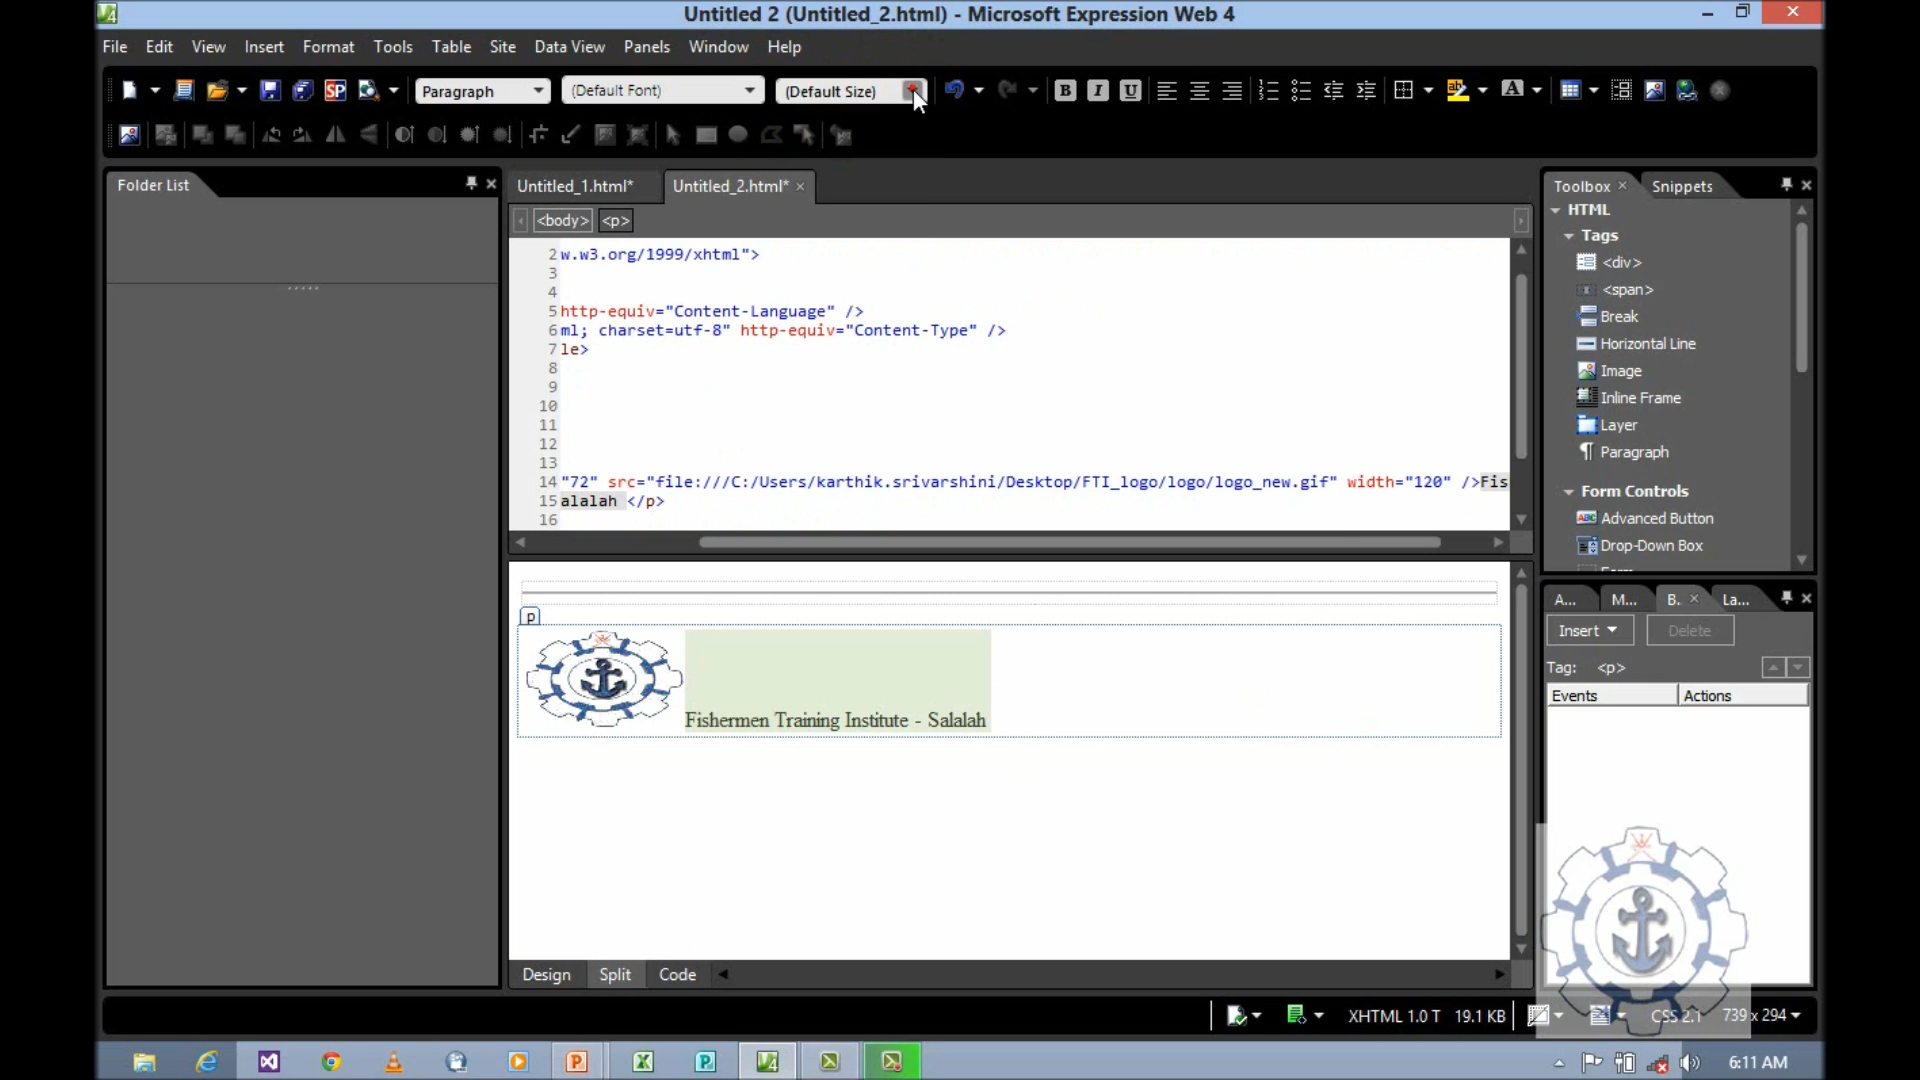 Untitled 2 (Untitled_2.html) - Microsoft Expression Web 4
File Edit View Insert Format Tools Table Site Data View Panels Window Help
SP Paragraph (Default Font) (Default Size) B I U A
Folder List
Untitled_1.html*
Untitled_2.html*
<body> <p>
2 w.w3.org/1999/xhtml">
3
4
5 http-equiv="Content-Language" />
6 ml; charset=utf-8" http-equiv="Content-Type" />
7 le>
8
9
10
11
12
13
14 "72" src="file:///C:/Users/karthik.srivarshini/Desktop/FTI_logo/logo/logo_new.gif" width="120" />Fis
15 alalah </p>
16
p
Fishermen Training Institute - Salalah
Design Split Code
Toolbox Snippets
HTML
Tags
<div>
<span>
Break
Horizontal Line
Image
Inline Frame
Layer
Paragraph
Form Controls
Advanced Button
Drop-Down Box
A... M... B. La...
Insert Delete
Tag: <p>
Events Actions
XHTML 1.0 T 19.1 KB CSS 2.1 739 x 294
6:11 AM